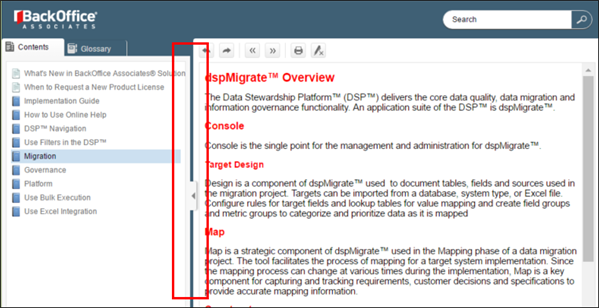 BackOffice
ASSOCIATES
Search
Contents
Glossary
What's New in BackOffice Associates® Solution
When to Request a New Product License
Implementation Guide
How to Use Online Help
DSP™ Navigation
Use Filters in the DSP™
Migration
Governance
Platform
Use Bulk Execution
Use Excel Integration
dspMigrate™ Overview
The Data Stewardship Platform™ (DSP™) delivers the core data quality, data migration and
information governance functionality. An application suite of the DSP™ is dspMigrate™.
Console
Console is the single point for the management and administration for dspMigrate™.
Target Design
Design is a component of dspMigrate™ used to document tables, fields and sources used in
the migration project. Targets can be imported from a database, system type, or Excel file.
Configure rules for target fields and lookup tables for value mapping and create field groups
and metric groups to categorize and prioritize data as it is mapped
Map
Map is a strategic component of dspMigrate™ used in the Mapping phase of a data migration
project. The tool facilitates the process of mapping for a target system implementation. Since
the mapping process can change at various times during the implementation, Map is a key
component for capturing and tracking requirements, customer decisions and specifications to
provide accurate mapping information.